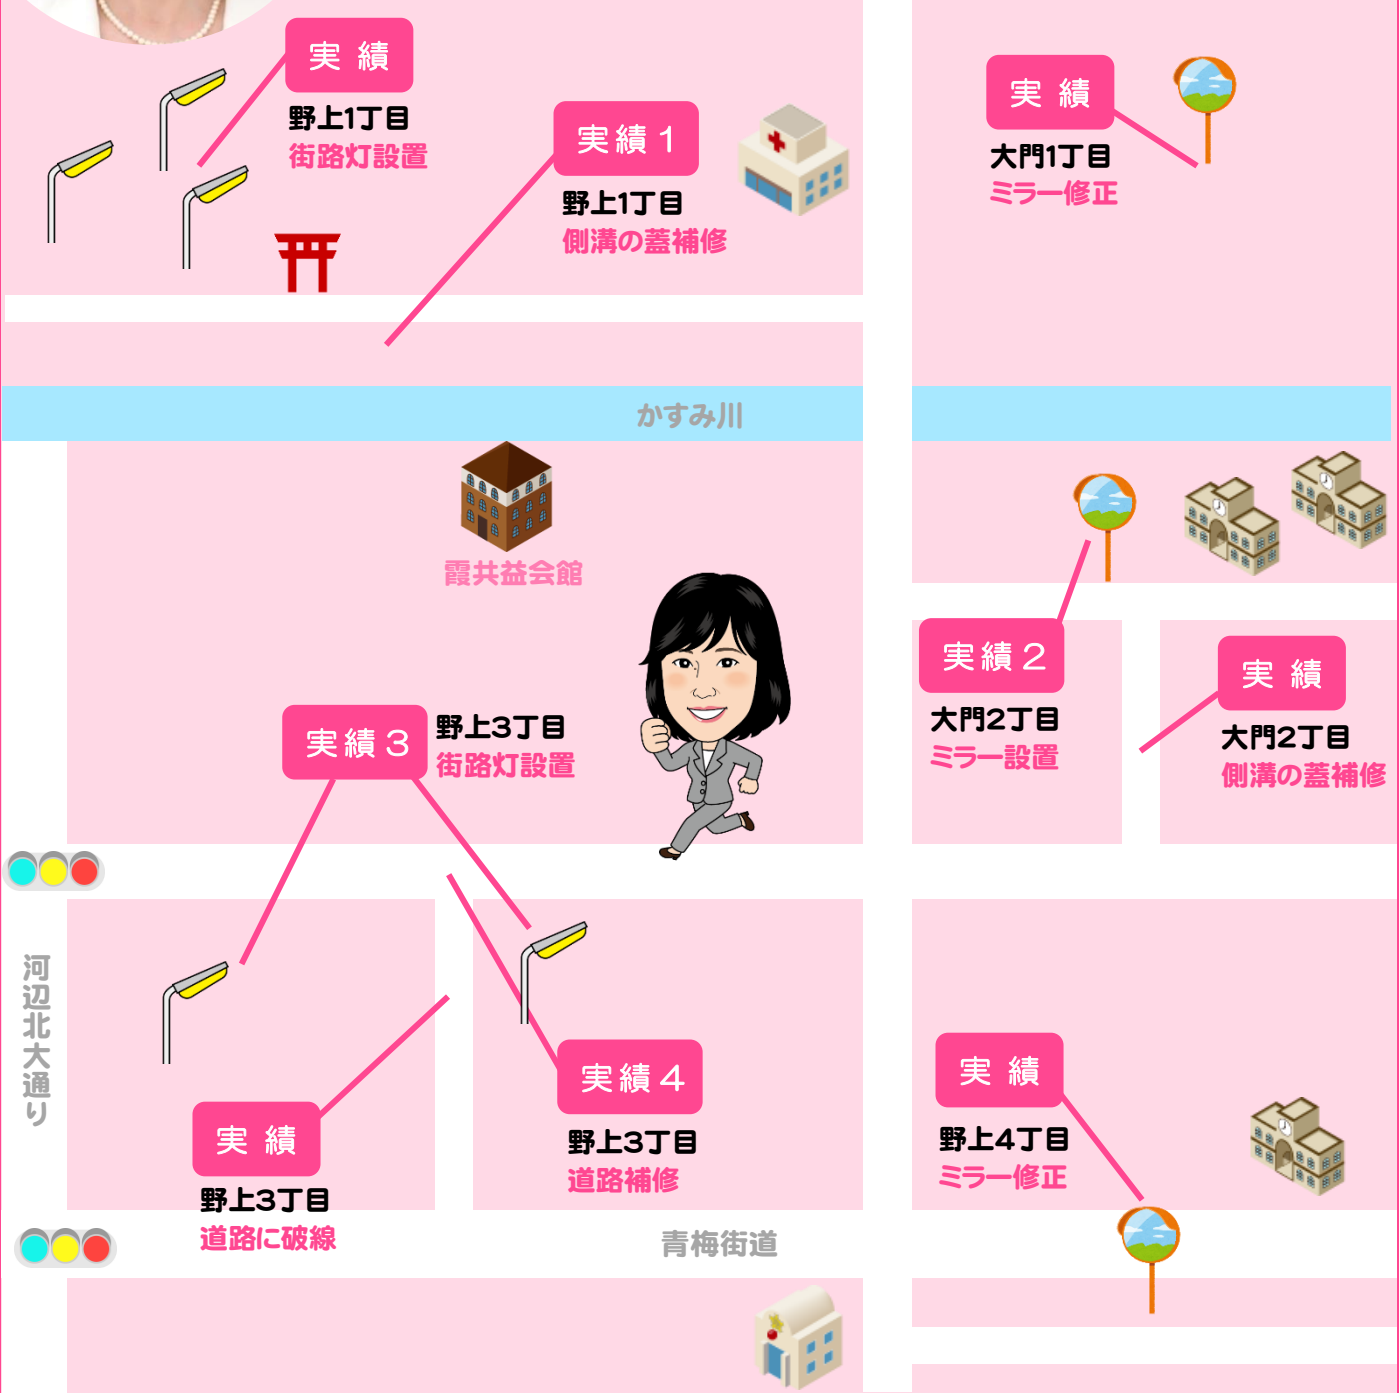 実 績
野上1丁目
街路灯設置
実績1
野上1丁目
側溝の蓋補修
実 績
大門1丁目
ミラー修正
かすみ川
霞共益会館
実績2
大門2丁目
ミラー設置
実 績
大門2丁目
側溝の蓋補修
実績3
野上3丁目
街路灯設置
河辺北大通り
実績4
野上3丁目
道路補修
実 績
野上3丁目
道路に破線
実 績
野上4丁目
ミラー修正
青梅街道